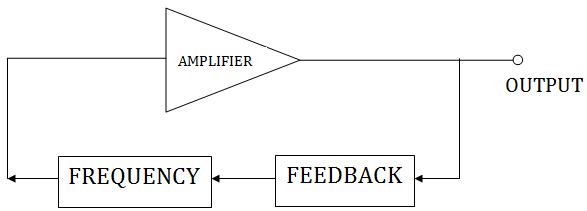 AMPLIFIER
OUTPUT
FREQUENCY
FEEDBACK